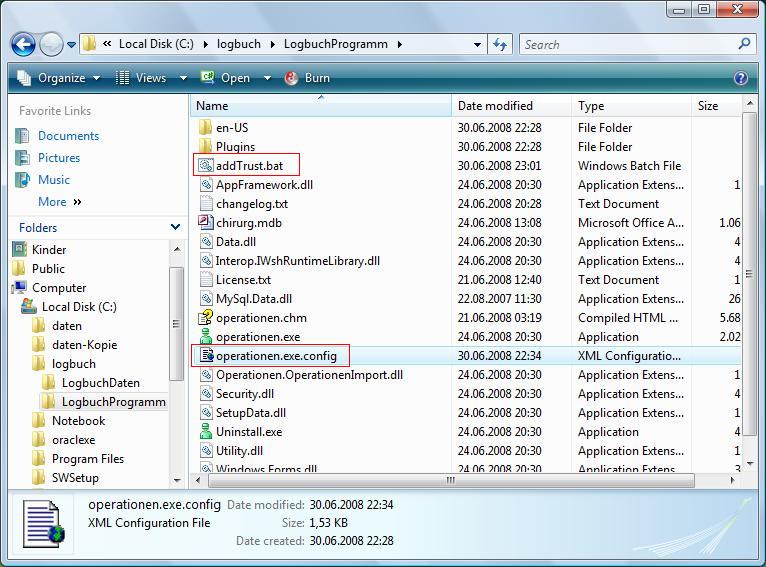 « Local Disk (C:) ▸ logbuch ▸ LogbuchProgramm ▸
Search
Organize Views Open Burn
Favorite Links
Documents
Pictures
Music
More »
Folders
Kinder
Public
Computer
Local Disk (C:)
daten
daten-Kopie
logbuch
LogbuchDaten
LogbuchProgramm
Notebook
oraclexe
Program Files
SWSetup
Name Date modified Type Size
en-US 30.06.2008 22:28 File Folder
Plugins 30.06.2008 22:28 File Folder
addTrust.bat 30.06.2008 23:01 Windows Batch File
AppFramework.dll 24.06.2008 20:30 Application Extens... 1
changelog.txt 24.06.2008 20:28 Text Document
chirurg.mdb 24.06.2008 13:08 Microsoft Office A... 1.06
Data.dll 24.06.2008 20:30 Application Extens... 4
Interop.IWshRuntimeLibrary.dll 24.06.2008 20:30 Application Extens...
License.txt 21.06.2008 12:40 Text Document
MySql.Data.dll 22.08.2007 11:30 Application Extens... 26
operationen.chm 21.06.2008 03:19 Compiled HTML ... 5.68
operationen.exe 24.06.2008 20:30 Application 2.02
operationen.exe.config 30.06.2008 22:34 XML Configuratio...
Operationen.OperationenImport.dll 24.06.2008 20:30 Application Extens... 1
Security.dll 24.06.2008 20:30 Application Extens... 4
SetupData.dll 24.06.2008 20:30 Application Extens... 1
Uninstall.exe 24.06.2008 20:30 Application 4
Utility.dll 24.06.2008 20:30 Application Extens... 1
Windows.Forms.dll 24.06.2008 20:30 Application Extens... 3
operationen.exe.config Date modified: 30.06.2008 22:34
XML Configuration File Size: 1,53 KB
Date created: 30.06.2008 22:28